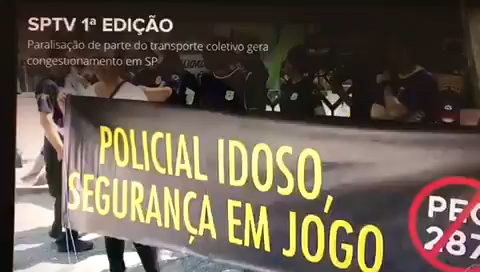 SPTV 1ª EDIÇÃO
Paralisação de parte do transporte coletivo gera
congestionamento em SP
POLICIAL IDOSO,
SEGURANÇA EM JOGO
PEC
287